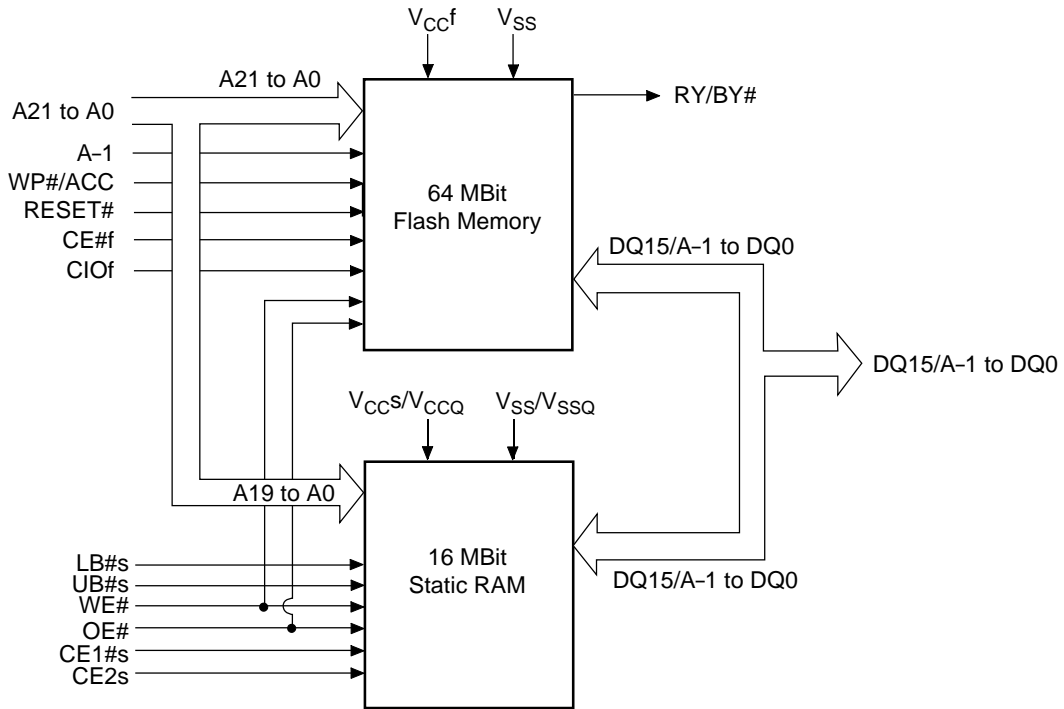 VCCf
VSS
A21 to A0
A21 to A0
RY/BY#
A–1
WP#/ACC
RESET#
CE#f
CIOf
64 MBit
Flash Memory
DQ15/A–1 to DQ0
DQ15/A–1 to DQ0
VCCs/VCCQ
VSS/VSSQ
A19 to A0
16 MBit
Static RAM
DQ15/A–1 to DQ0
LB#s
UB#s
WE#
OE#
CE1#s
CE2s